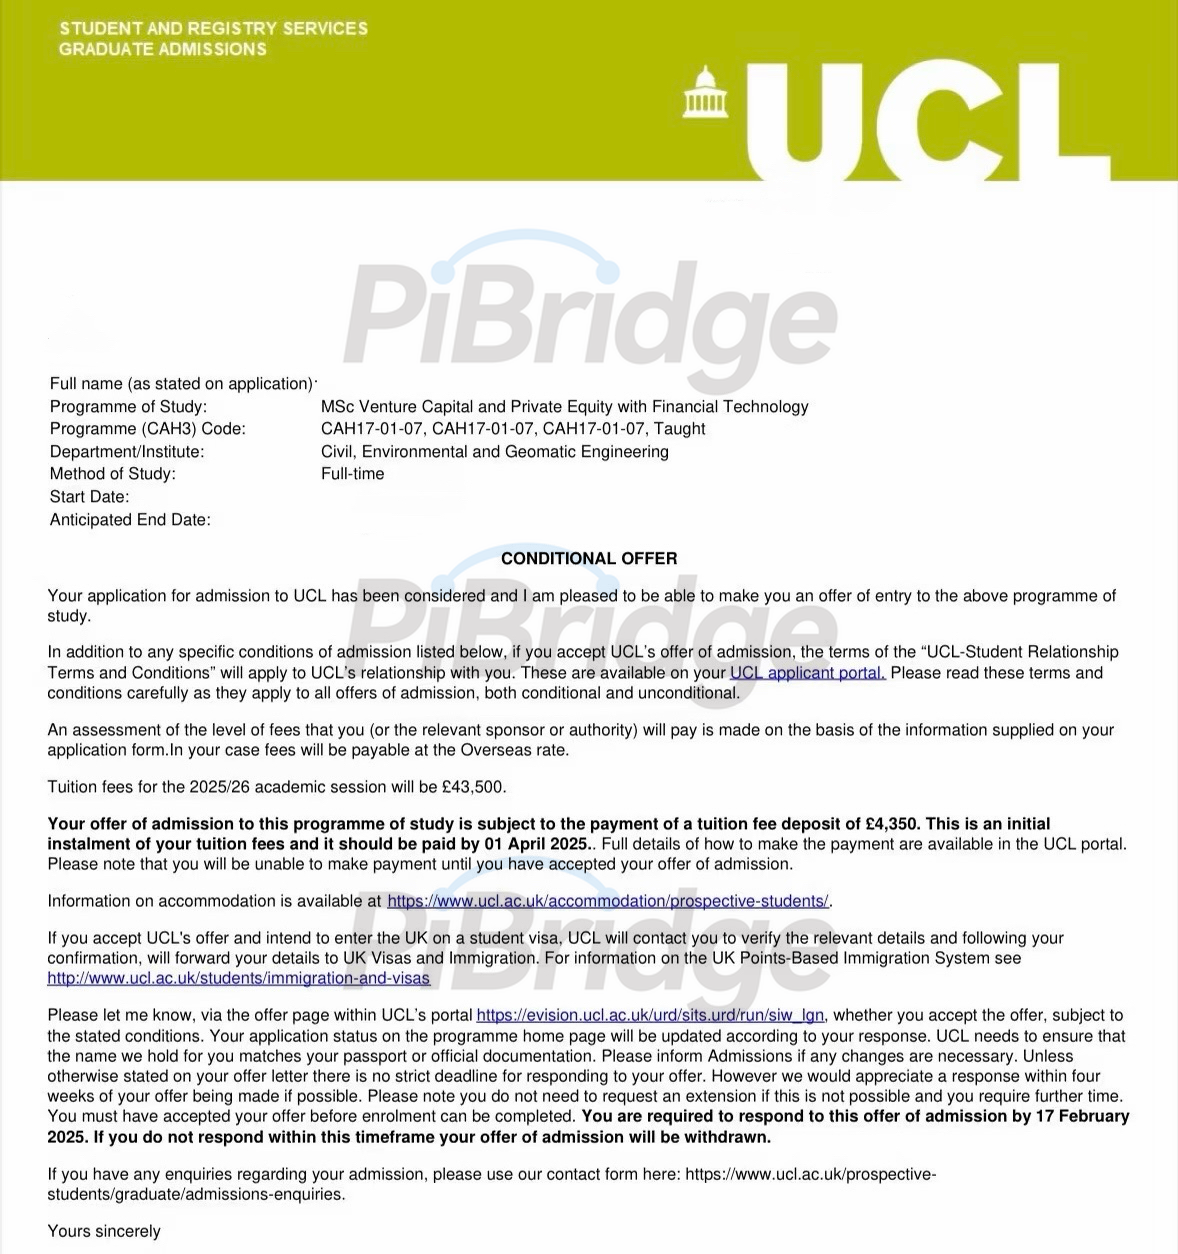 STUDENT AND REGISTRY SERVICES
GRADUATE ADMISSIONS
UCL
PiBridge
Full name (as stated on application)
Programme of Study: MSc Venture Capital and Private Equity with Financial Technology
Programme (CAH3) Code: CAH17-01-07, CAH17-01-07, CAH17-01-07, Taught
Department/Institute: Civil, Environmental and Geomatic Engineering
Method of Study: Full-time
Start Date:
Anticipated End Date:
CONDITIONAL OFFER
PiBridge
Your application for admission to UCL has been considered and I am pleased to be able to make you an offer of entry to the above programme of
study.
In addition to any specific conditions of admission listed below, if you accept UCL’s offer of admission, the terms of the “UCL-Student Relationship
Terms and Conditions” will apply to UCL’s relationship with you. These are available on your UCL applicant portal. Please read these terms and
conditions carefully as they apply to all offers of admission, both conditional and unconditional.
An assessment of the level of fees that you (or the relevant sponsor or authority) will pay is made on the basis of the information supplied on your
application form.In your case fees will be payable at the Overseas rate.
Tuition fees for the 2025/26 academic session will be £43,500.
Your offer of admission to this programme of study is subject to the payment of a tuition fee deposit of £4,350. This is an initial
instalment of your tuition fees and it should be paid by 01 April 2025.. Full details of how to make the payment are available in the UCL portal.
Please note that you will be unable to make payment until you have accepted your offer of admission.
PiBridge
Information on accommodation is available at https://www.ucl.ac.uk/accommodation/prospective-students/.
If you accept UCL's offer and intend to enter the UK on a student visa, UCL will contact you to verify the relevant details and following your
confirmation, will forward your details to UK Visas and Immigration. For information on the UK Points-Based Immigration System see
http://www.ucl.ac.uk/students/immigration-and-visas
Please let me know, via the offer page within UCL’s portal https://evision.ucl.ac.uk/urd/sits.urd/run/siw_lgn, whether you accept the offer, subject to
the stated conditions. Your application status on the programme home page will be updated according to your response. UCL needs to ensure that
the name we hold for you matches your passport or official documentation. Please inform Admissions if any changes are necessary. Unless
otherwise stated on your offer letter there is no strict deadline for responding to your offer. However we would appreciate a response within four
weeks of your offer being made if possible. Please note you do not need to request an extension if this is not possible and you require further time.
You must have accepted your offer before enrolment can be completed. You are required to respond to this offer of admission by 17 February
2025. If you do not respond within this timeframe your offer of admission will be withdrawn.
If you have any enquiries regarding your admission, please use our contact form here: https://www.ucl.ac.uk/prospective-
students/graduate/admissions-enquiries.
Yours sincerely